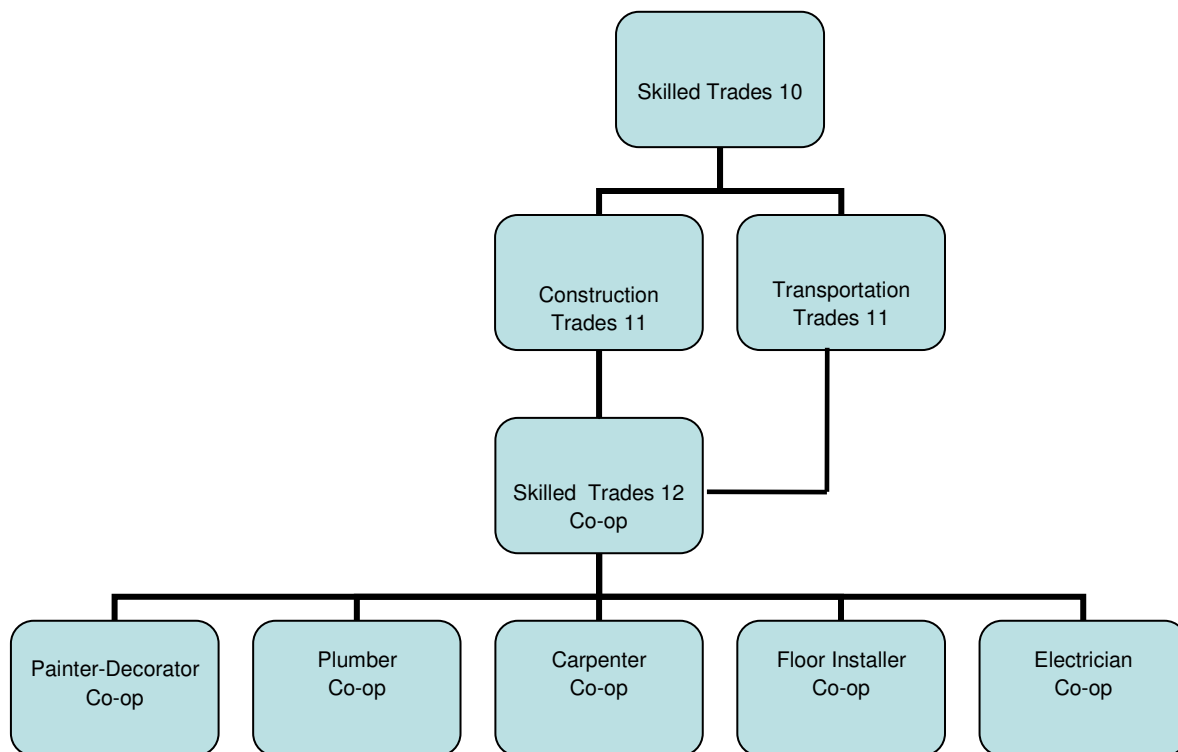 Skilled Trades 10
Construction
Trades 11
Transportation
Trades 11
Skilled Trades 12
Co-op
Painter-Decorator
Co-op
Plumber
Co-op
Carpenter
Co-op
Floor Installer
Co-op
Electrician
Co-op